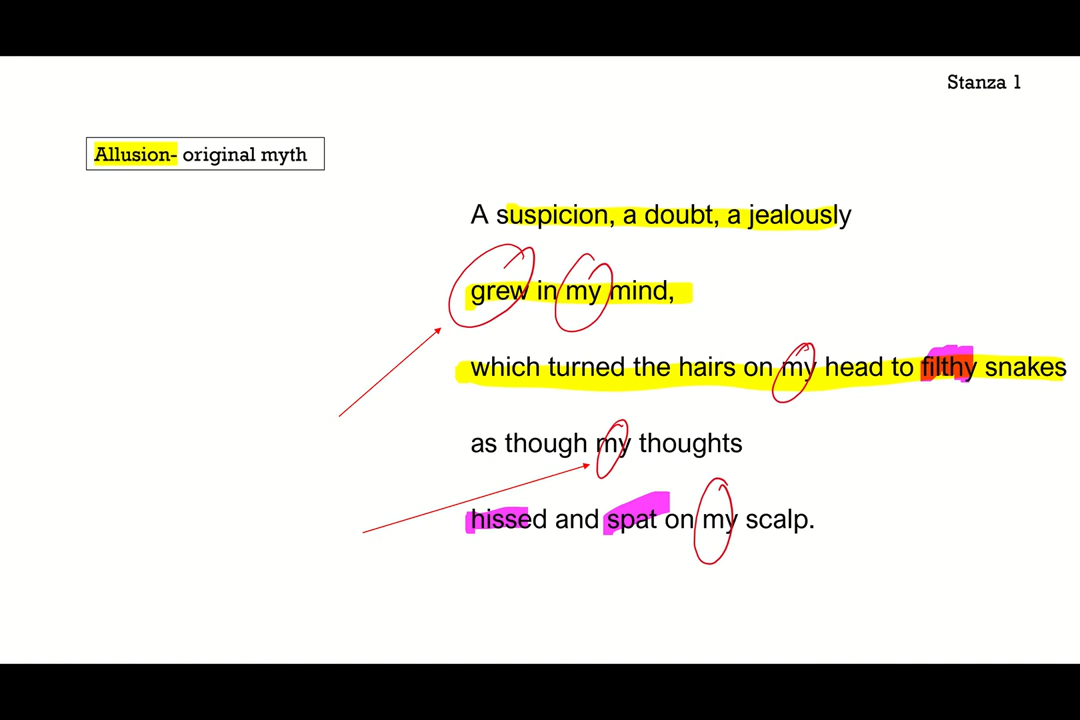 Stanza 1
Allusion- original myth
A suspicion, a doubt, a jealously
grew in my mind,
which turned the hairs on my head to filthy snakes
as though my thoughts
hissed and spat on my scalp.